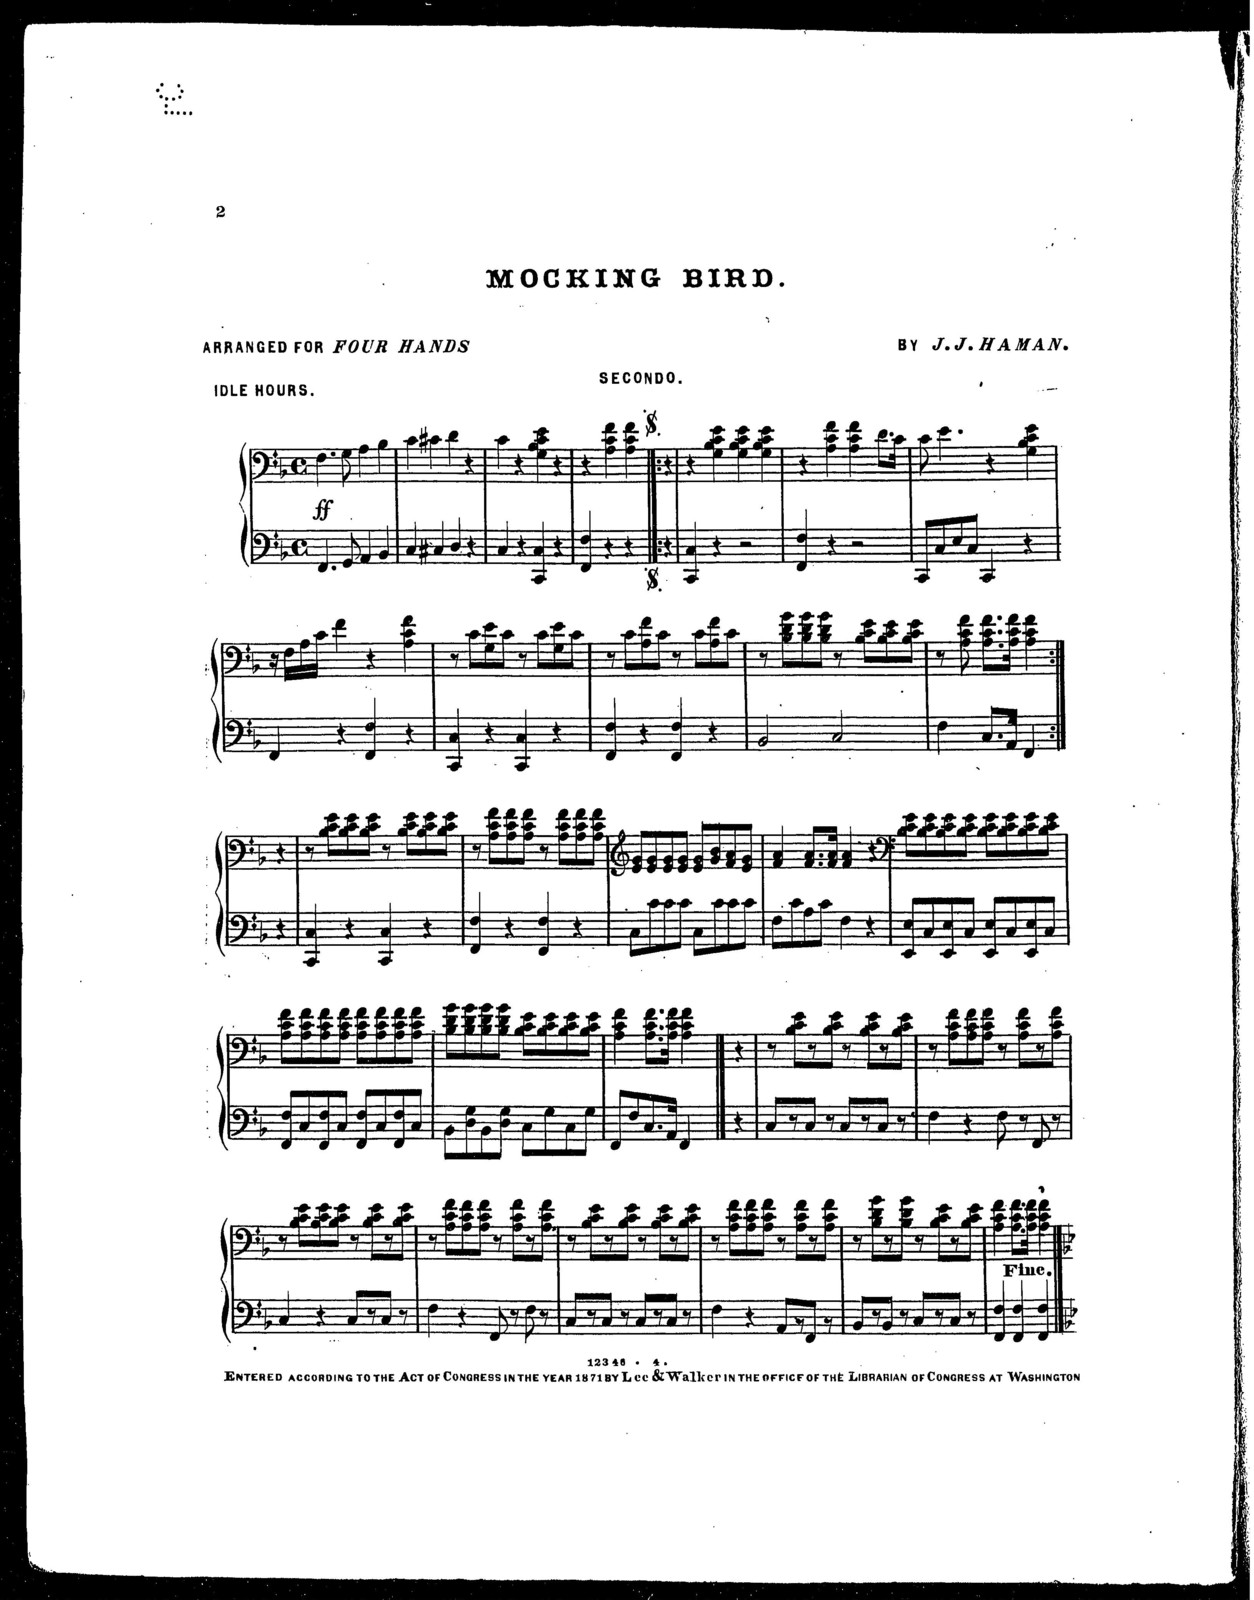 2
MOCKING BIRD.
ARRANGED FOR FOUR HANDS
BY J. J. HAMAN.
IDLE HOURS.
SECONDO.
ff
Fine.
12346 . 4 .
ENTERED ACCORDING TO THE ACT OF CONGRESS IN THE YEAR 1871 BY Lee & Walker IN THE OFFICE OF THE LIBRARIAN OF CONGRESS AT WASHINGTON